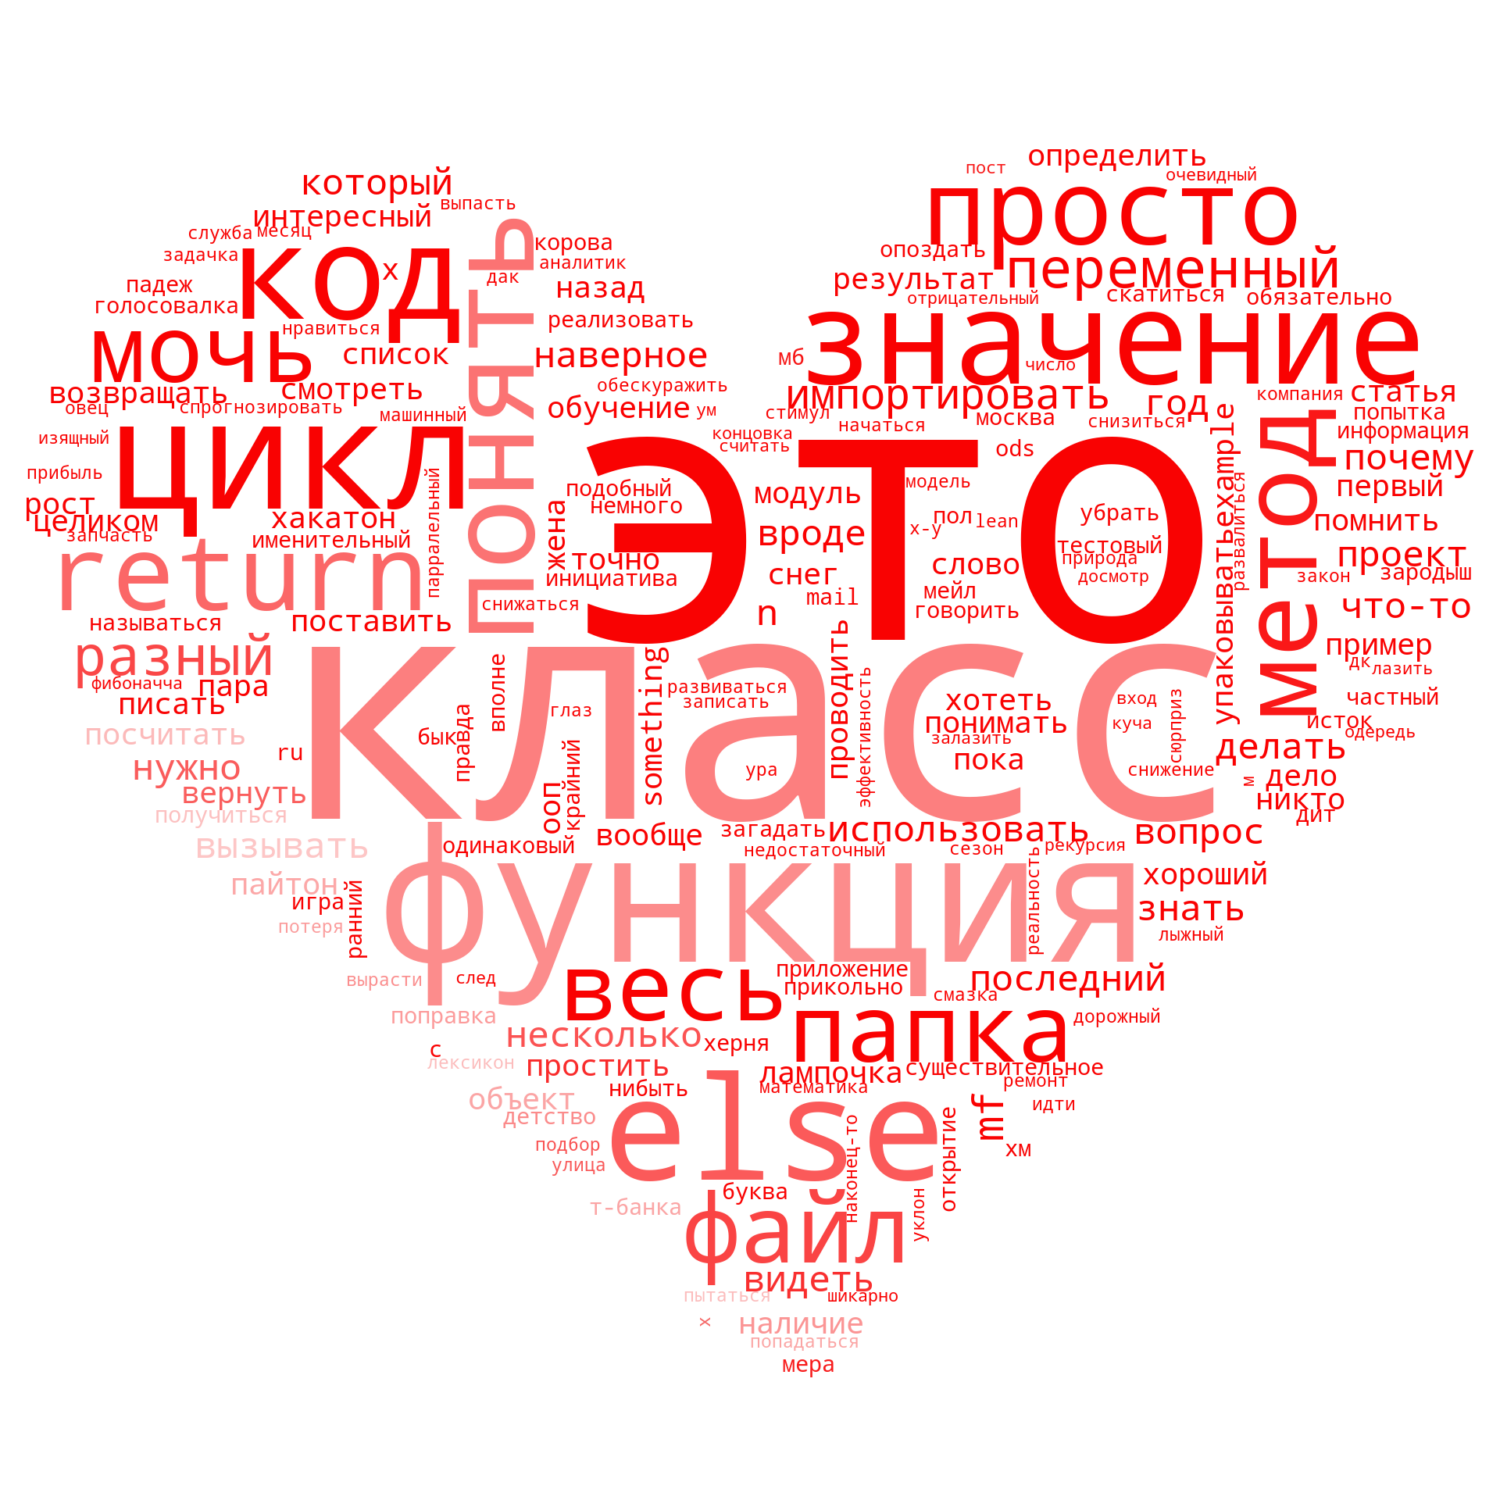 пост
определить
очевидный
просто
который
интересный
выпасть
служба
месяц
задачка
код
х
понять
корова
аналитик
дак
падеж
голосовалка
назад
реализовать
нравиться
опоздать
результат
переменный
отрицательный
скатиться
обязательно
значение
мочь
список
наверное
мб
число
возвращать
смотреть
обескуражить
импортировать
год
компания
статья
овец
спрогнозировать
машинный
обучение
ум
стимул
москва
снизиться
попытка
изящный
цикл
концовка
начаться
считать
ods
информация
прибыль
рост
парралельный
это
подобный
немного
модуль
модель
почему
первый
целиком
запчасть
хакатон
именительный
жена
точно
инициатива
вроде
х-у
пол
lean
убрать
тестовый
природа
досмотр
упаковыватьexample
развалиться
метод
помнить
проект
закон
зародыш
return
снижаться
снег
mail
n
слово
мейл
говорить
что-то
называться
поставить
разный
фибоначча
пара
писать
класс
вполне
something
развиваться
записать
проводить
эффективность
хотеть
понимать
залазить
пока
вход
куча
сюрприз
снижение
пример
дк
лазить
частный
исток
одередь
посчитать
ru
бык
правда
глаз
крайний
ооп
ура
нужно
вернуть
получиться
делать
м
дело
никто
дит
вызывать
одинаковый
вообще
загадать
использовать
недостаточный
сезон
рекурсия
вопрос
пайтон
игра
ранний
функция
реальность
хороший
знать
потеря
лыжный
вырасти
след
весь
приложение
прикольно
последний
смазка
поправка
несколько
херня
папка
дорожный
с
лексикон
простить
нибыть
лампочка
математика
существительное
ремонт
объект
детство
else
mf
идти
подбор
улица
наконец-то
открытие
хм
т-банка
буква
файл
уклон
видеть
пытаться
шикарно
х
наличие
попадаться
мера